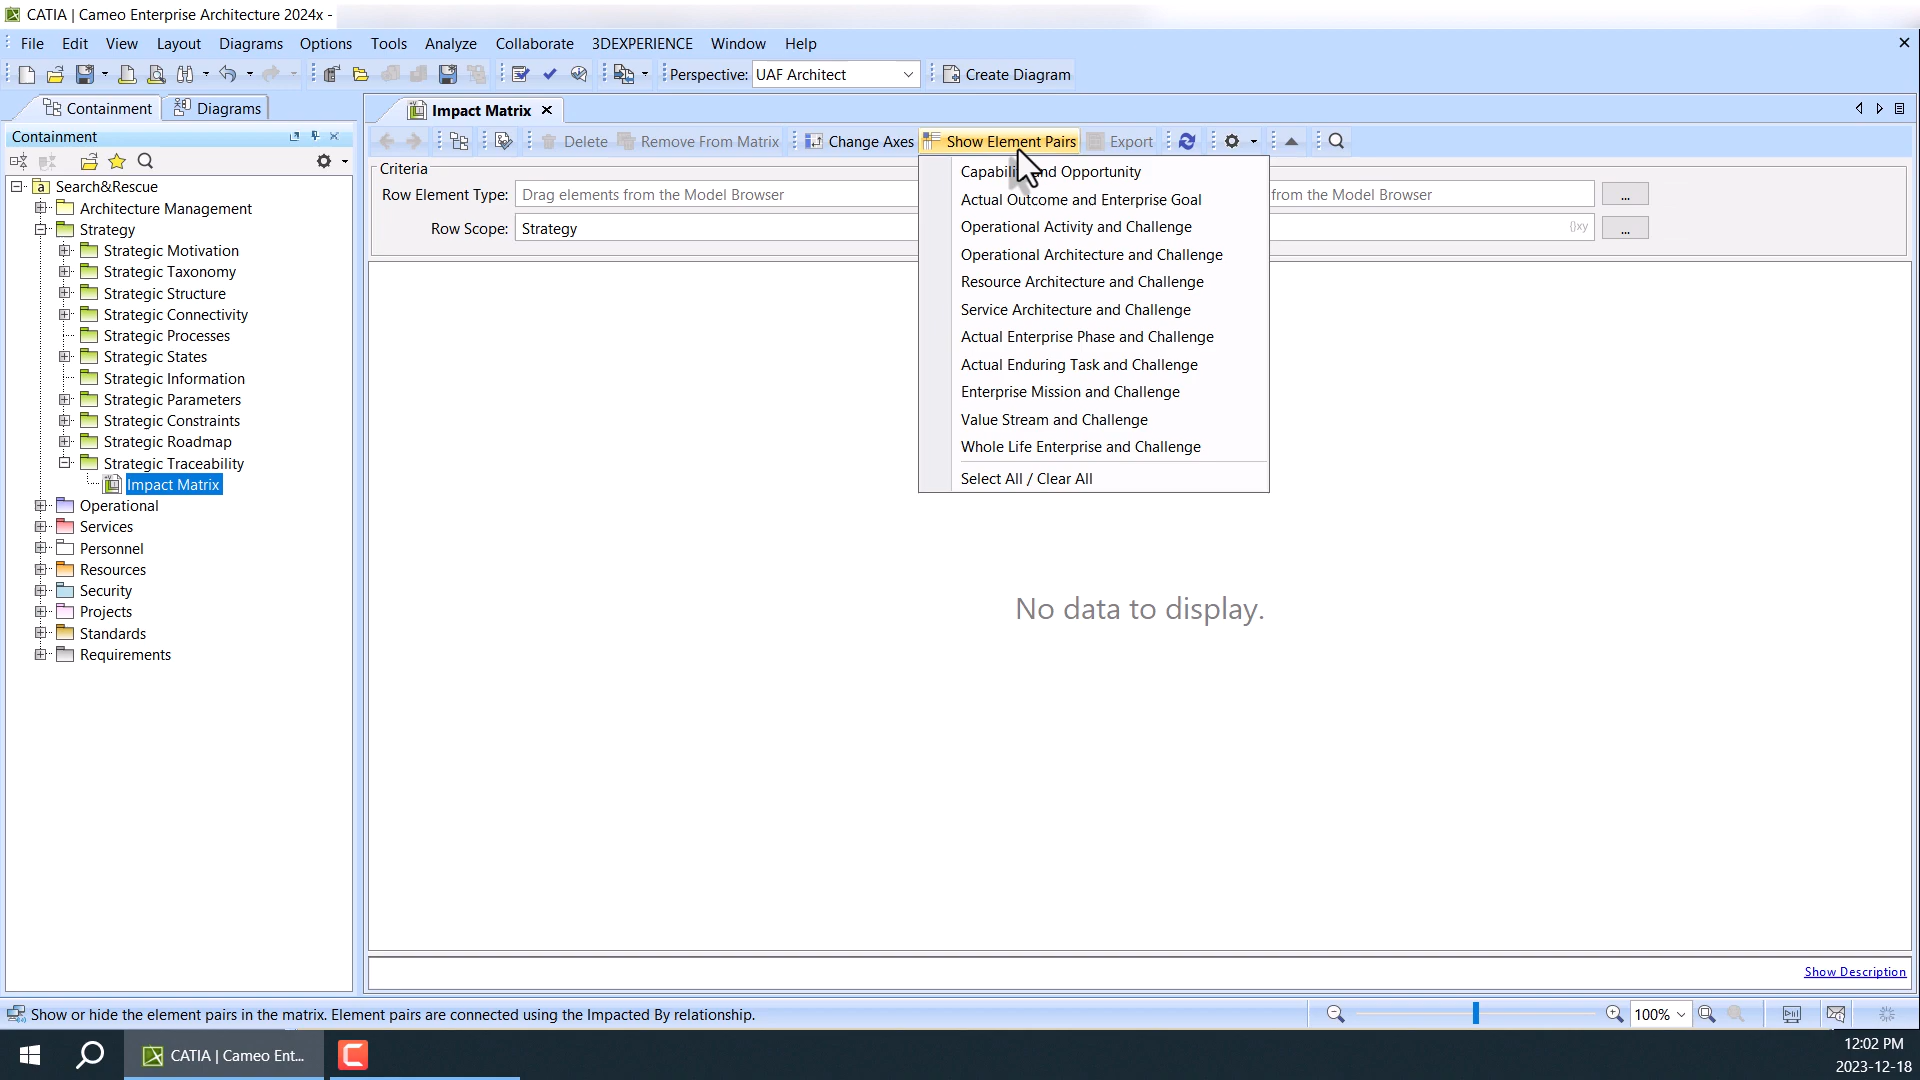 CATIA | Cameo Enterprise Architecture 2024x -
File Edit View Layout Diagrams Options Tools Analyze Collaborate 3DEXPERIENCE Window Help
Perspective: UAF Architect Create Diagram
Containment Diagrams
Impact Matrix
Containment
Delete Remove From Matrix Change Axes Show Element Pairs Export
Criteria
Row Element Type: Drag elements from the Model Browser from the Model Browser ...
Row Scope: Strategy ...
Capabili nd Opportunity
Actual Outcome and Enterprise Goal
Operational Activity and Challenge
Operational Architecture and Challenge
Resource Architecture and Challenge
Service Architecture and Challenge
Actual Enterprise Phase and Challenge
Actual Enduring Task and Challenge
Enterprise Mission and Challenge
Value Stream and Challenge
Whole Life Enterprise and Challenge
Select All / Clear All
Search&Rescue
Architecture Management
Strategy
Strategic Motivation
Strategic Taxonomy
Strategic Structure
Strategic Connectivity
Strategic Processes
Strategic States
Strategic Information
Strategic Parameters
Strategic Constraints
Strategic Roadmap
Strategic Traceability
Impact Matrix
Operational
Services
Personnel
Resources
Security
Projects
Standards
Requirements
No data to display.
Show Description
Show or hide the element pairs in the matrix. Element pairs are connected using the Impacted By relationship.
100%
CATIA | Cameo Ent...
12:02 PM
2023-12-18